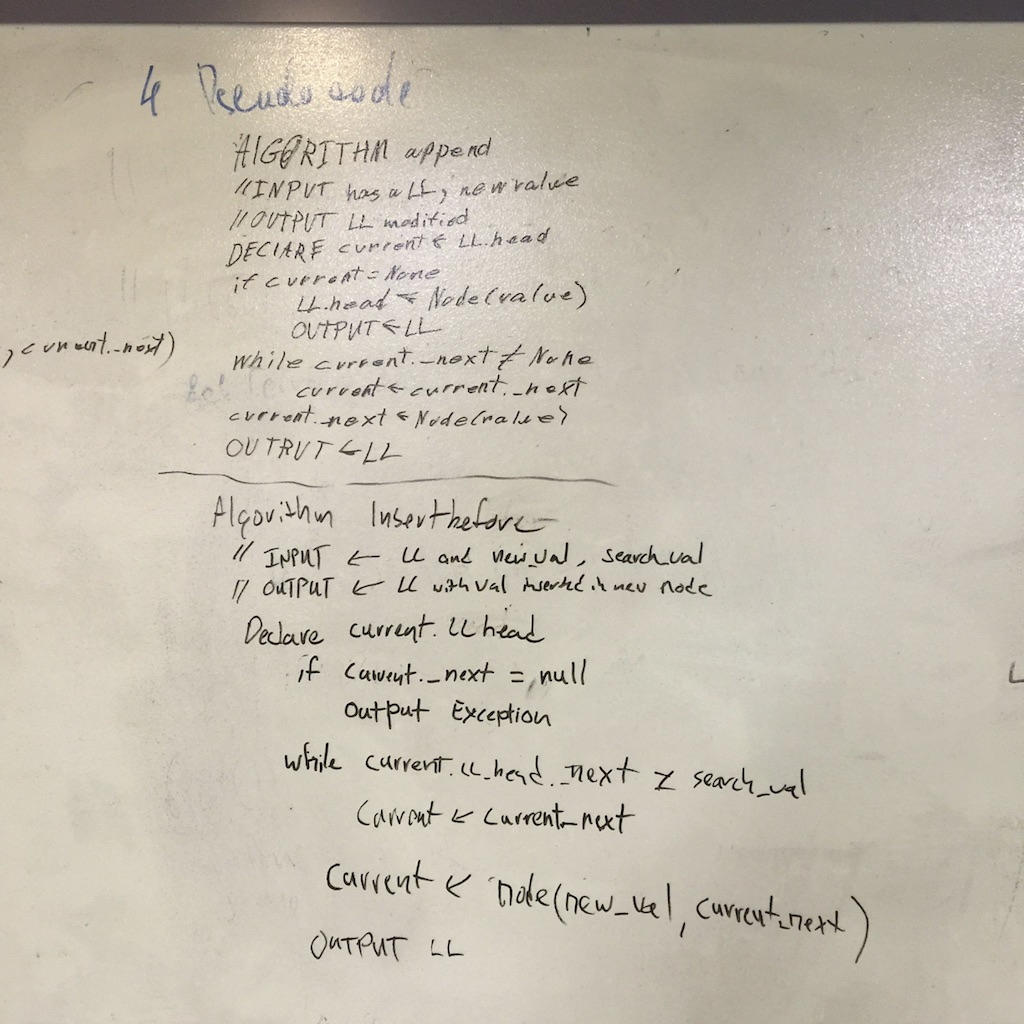 4 Pseudo code
AlGORITHM append
//INPUT has a LL, new value
//OUTPUT LL modified
DECLARE current ← LL.head
if current = None
LL.head ← Node(value)
OUTPUT ← LL
, current._next)
while current._next ≠ None
current ← current._next
current._next ← Node(value)
OUTPUT ← LL
Algorithm Insertbefore
// INPUT ← LL and new_val, search_val
// OUTPUT ← LL with val inserted in new node
Declare current. LL head
if current._next = null
Output Exception
while current.LL_head._next ≠ search_val
Current ← current._next
Current ← node(new_val, current._next)
OUTPUT LL